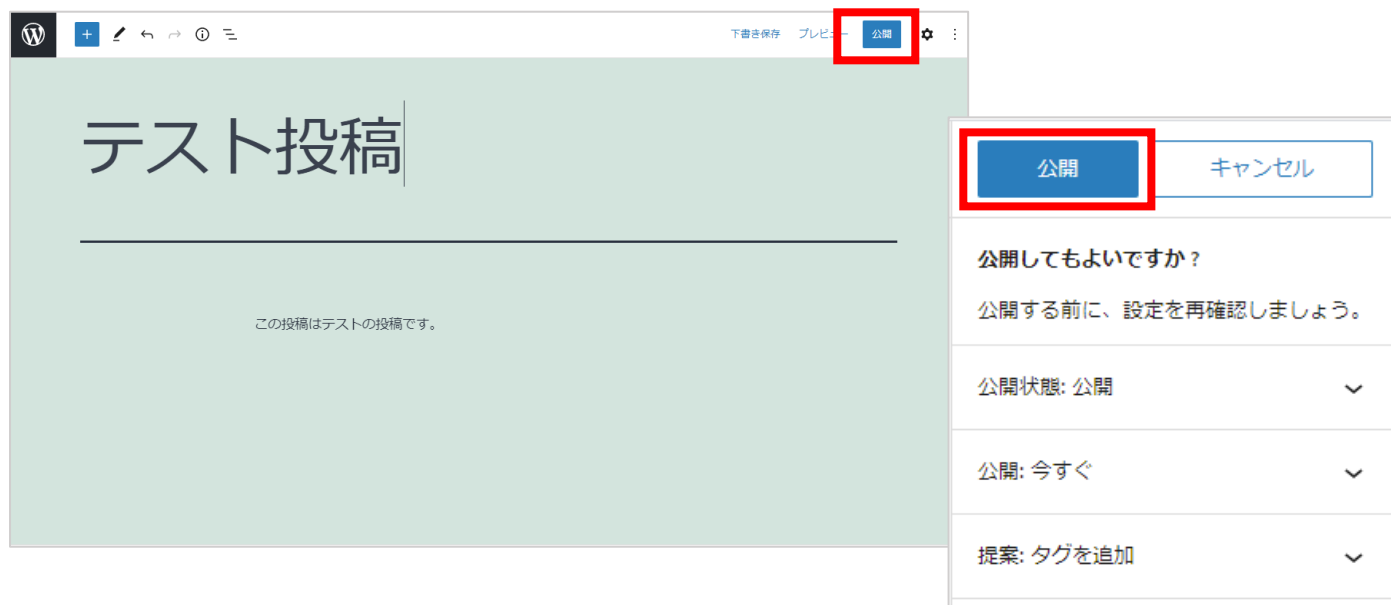 下書き保存 プレビュー 公開
テスト投稿
この投稿はテストの投稿です。
公開 キャンセル
公開してもよいですか ?
公開する前に、設定を再確認しましょう。
公開状態: 公開
公開: 今すぐ
提案: タグを追加